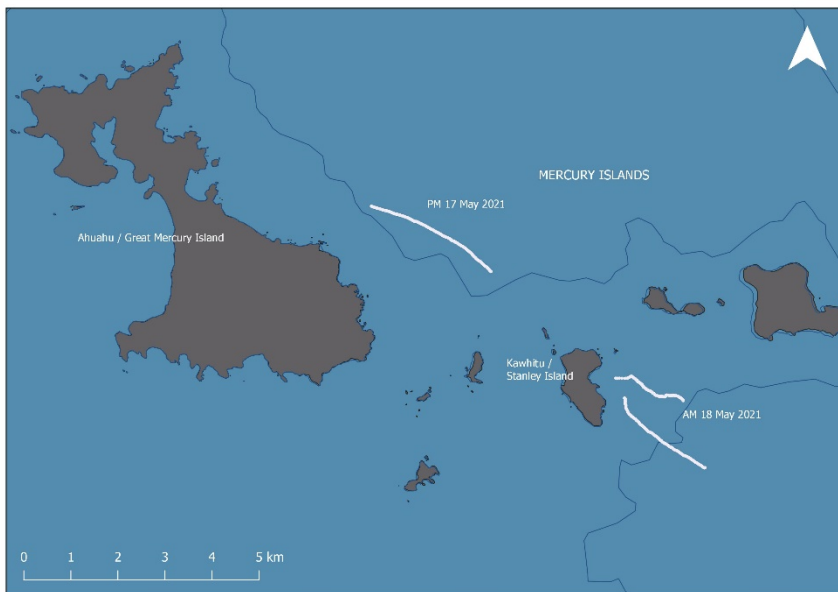 MERCURY ISLANDS
PM 17 May 2021
Ahuahu / Great Mercury Island
Kawhitu /
Stanley Island
AM 18 May 2021
0 1 2 3 4 5 km